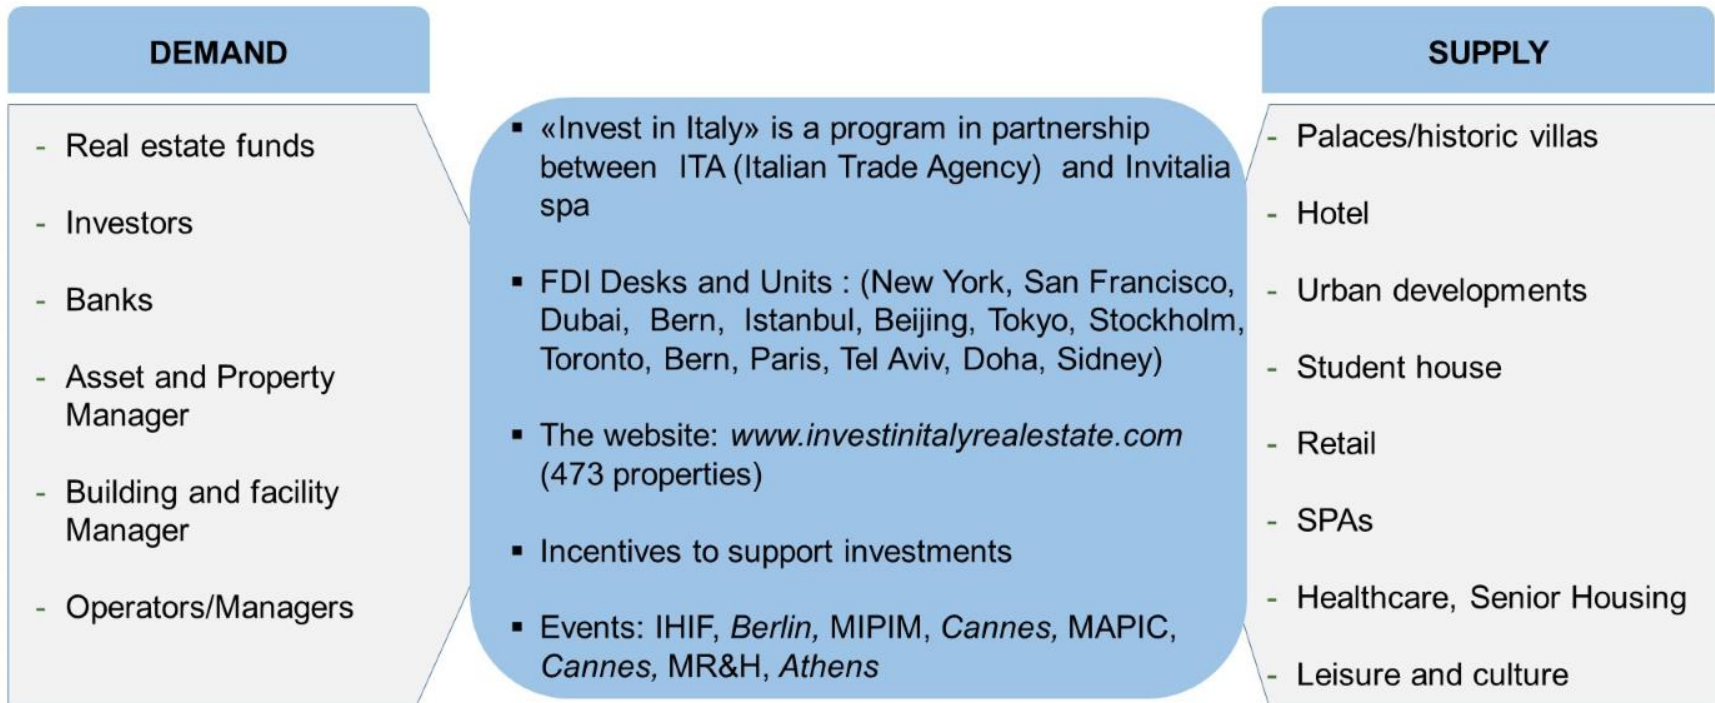 DEMAND
- Real estate funds
- Investors
- Banks
- Asset and Property
Manager
- Building and facility
Manager
- Operators/Managers
▪ «Invest in Italy» is a program in partnership
between ITA (Italian Trade Agency) and Invitalia
spa
▪ FDI Desks and Units : (New York, San Francisco,
Dubai, Bern, Istanbul, Beijing, Tokyo, Stockholm,
Toronto, Bern, Paris, Tel Aviv, Doha, Sidney)
▪ The website: www.investinitalyrealestate.com
(473 properties)
▪ Incentives to support investments
▪ Events: IHIF, Berlin, MIPIM, Cannes, MAPIC,
Cannes, MR&H, Athens
SUPPLY
- Palaces/historic villas
- Hotel
- Urban developments
- Student house
- Retail
- SPAs
- Healthcare, Senior Housing
- Leisure and culture